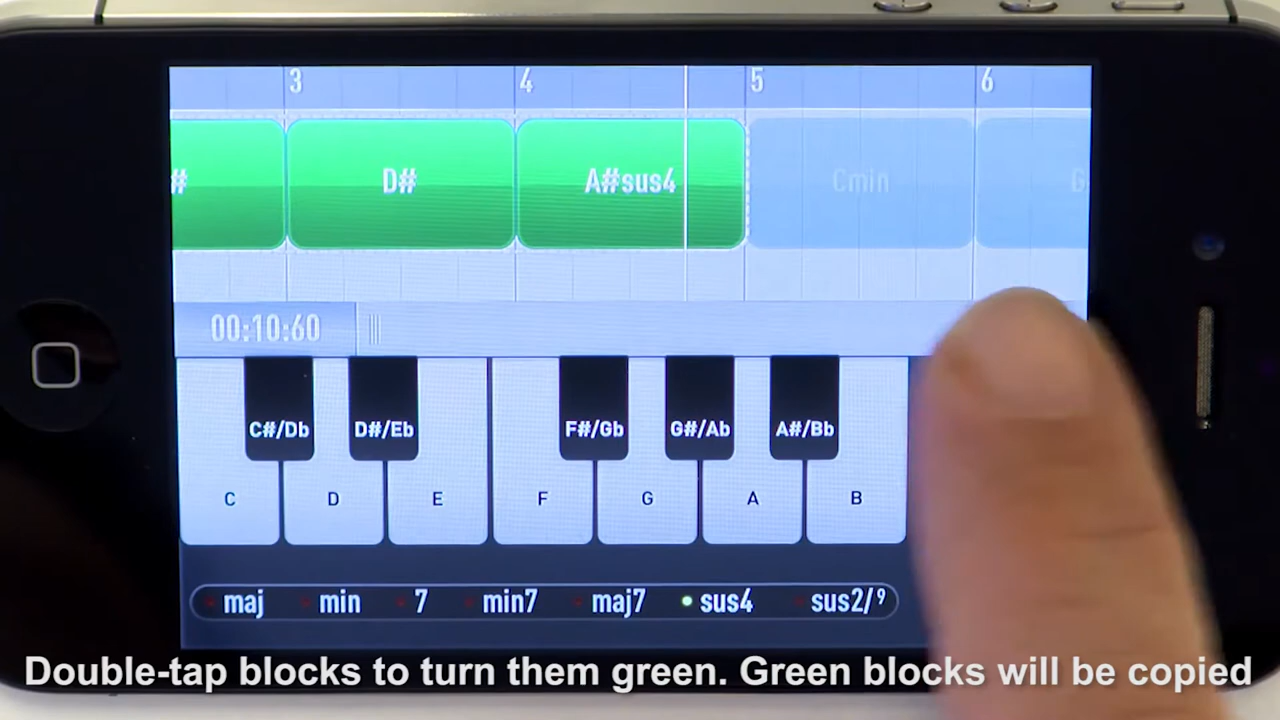 3 4 5 6
# D# A#sus4 Cmin G
00:10:60
C#/Db D#/Eb F#/Gb G#/Ab A#/Bb
C D E F G A B
maj min 7 min7 maj7 sus4 sus2/9
Double-tap blocks to turn them green. Green blocks will be copied